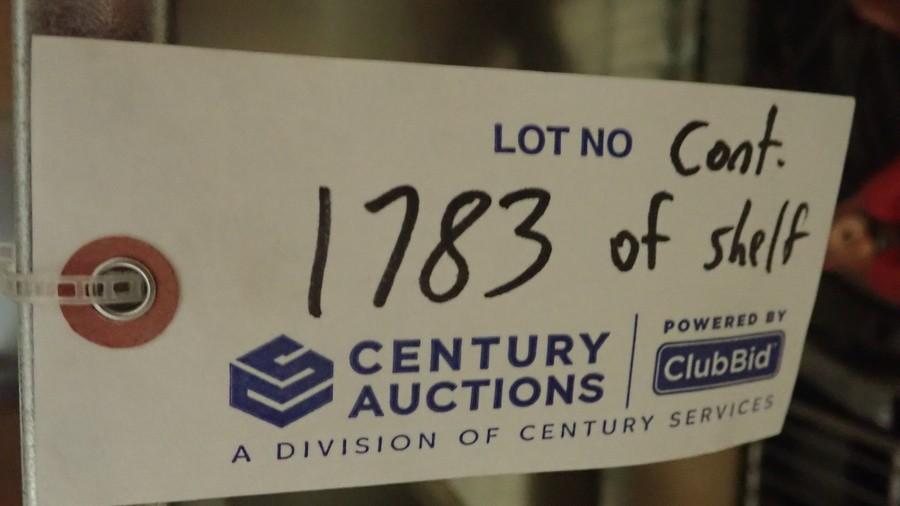 LOT NO Cont.
1783 of shelf
CENTURY AUCTIONS
POWERED BY
ClubBid
A DIVISION OF CENTURY SERVICES